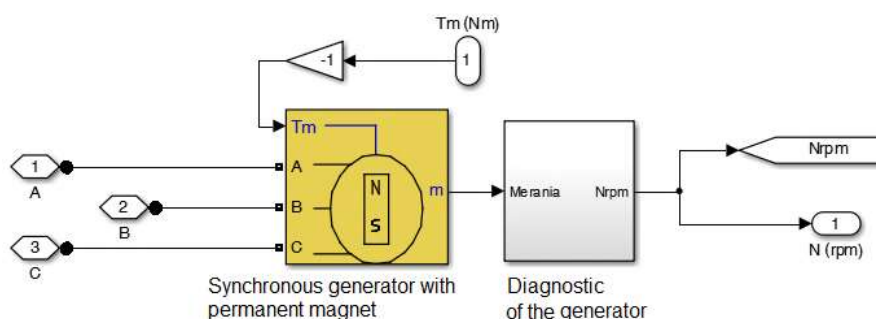 Tm (Nm)
-1
1
Tm
1
A
A
N
m
Merania
Nrpm
Nrpm
2
B
B
S
1
N (rpm)
3
C
C
Synchronous generator with
permanent magnet
Diagnostic
of the generator